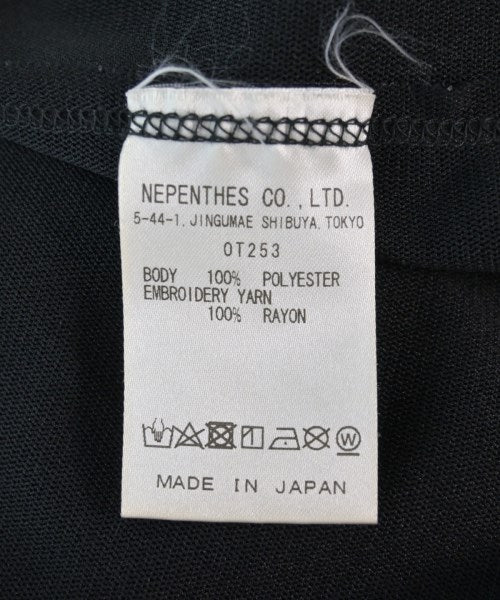 NEPENTHES CO.,LTD.
5-44-1. JINGUMAE SHIBUYA. TOKYO
OT253
BODY 100% POLYESTER
EMBROIDERY YARN
100% RAYON
W
MADE IN JAPAN